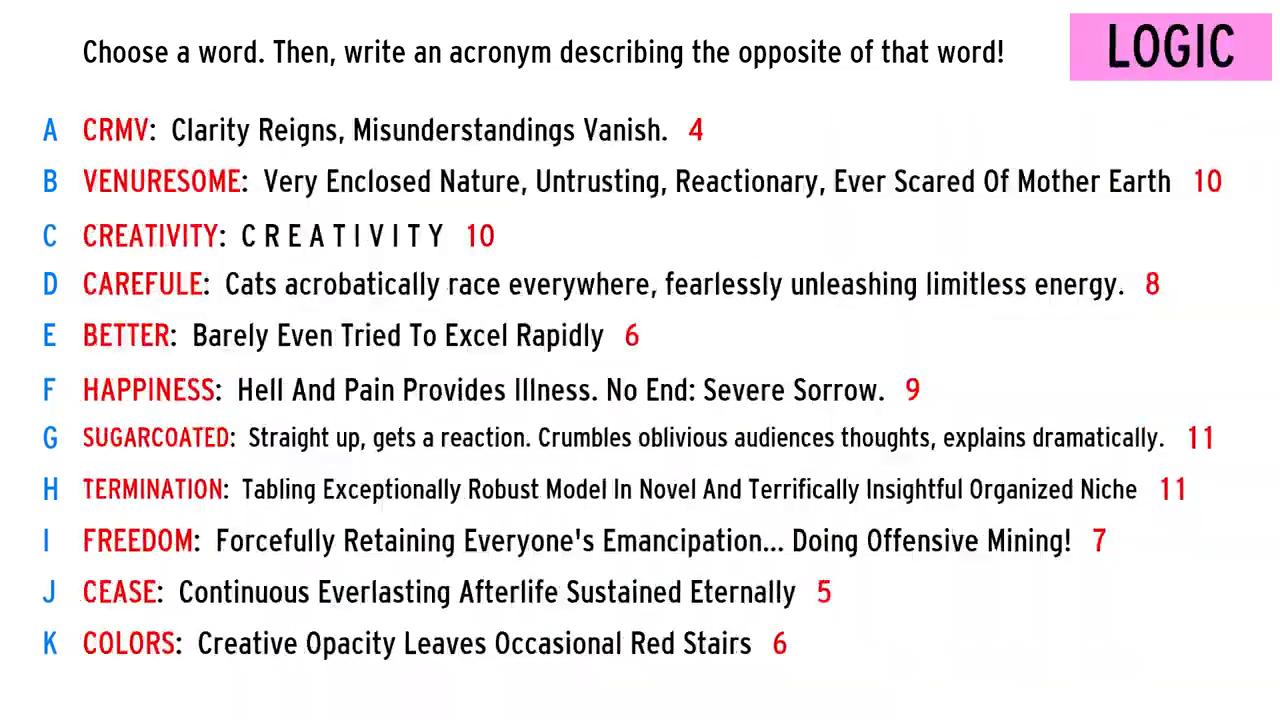 Choose a word. Then, write an acronym describing the opposite of that word!
LOGIC
A CRMV: Clarity Reigns, Misunderstandings Vanish. 4
B VENURESOME: Very Enclosed Nature, Untrusting, Reactionary, Ever Scared Of Mother Earth 10
C CREATIVITY: C R E A T I V I T Y 10
D CAREFULE: Cats acrobatically race everywhere, fearlessly unleashing limitless energy. 8
E BETTER: Barely Even Tried To Excel Rapidly 6
F HAPPINESS: Hell And Pain Provides Illness. No End: Severe Sorrow. 9
G SUGARCOATED: Straight up, gets a reaction. Crumbles oblivious audiences thoughts, explains dramatically. 11
H TERMINATION: Tabling Exceptionally Robust Model In Novel And Terrifically Insightful Organized Niche 11
I FREEDOM: Forcefully Retaining Everyone's Emancipation... Doing Offensive Mining! 7
J CEASE: Continuous Everlasting Afterlife Sustained Eternally 5
K COLORS: Creative Opacity Leaves Occasional Red Stairs 6